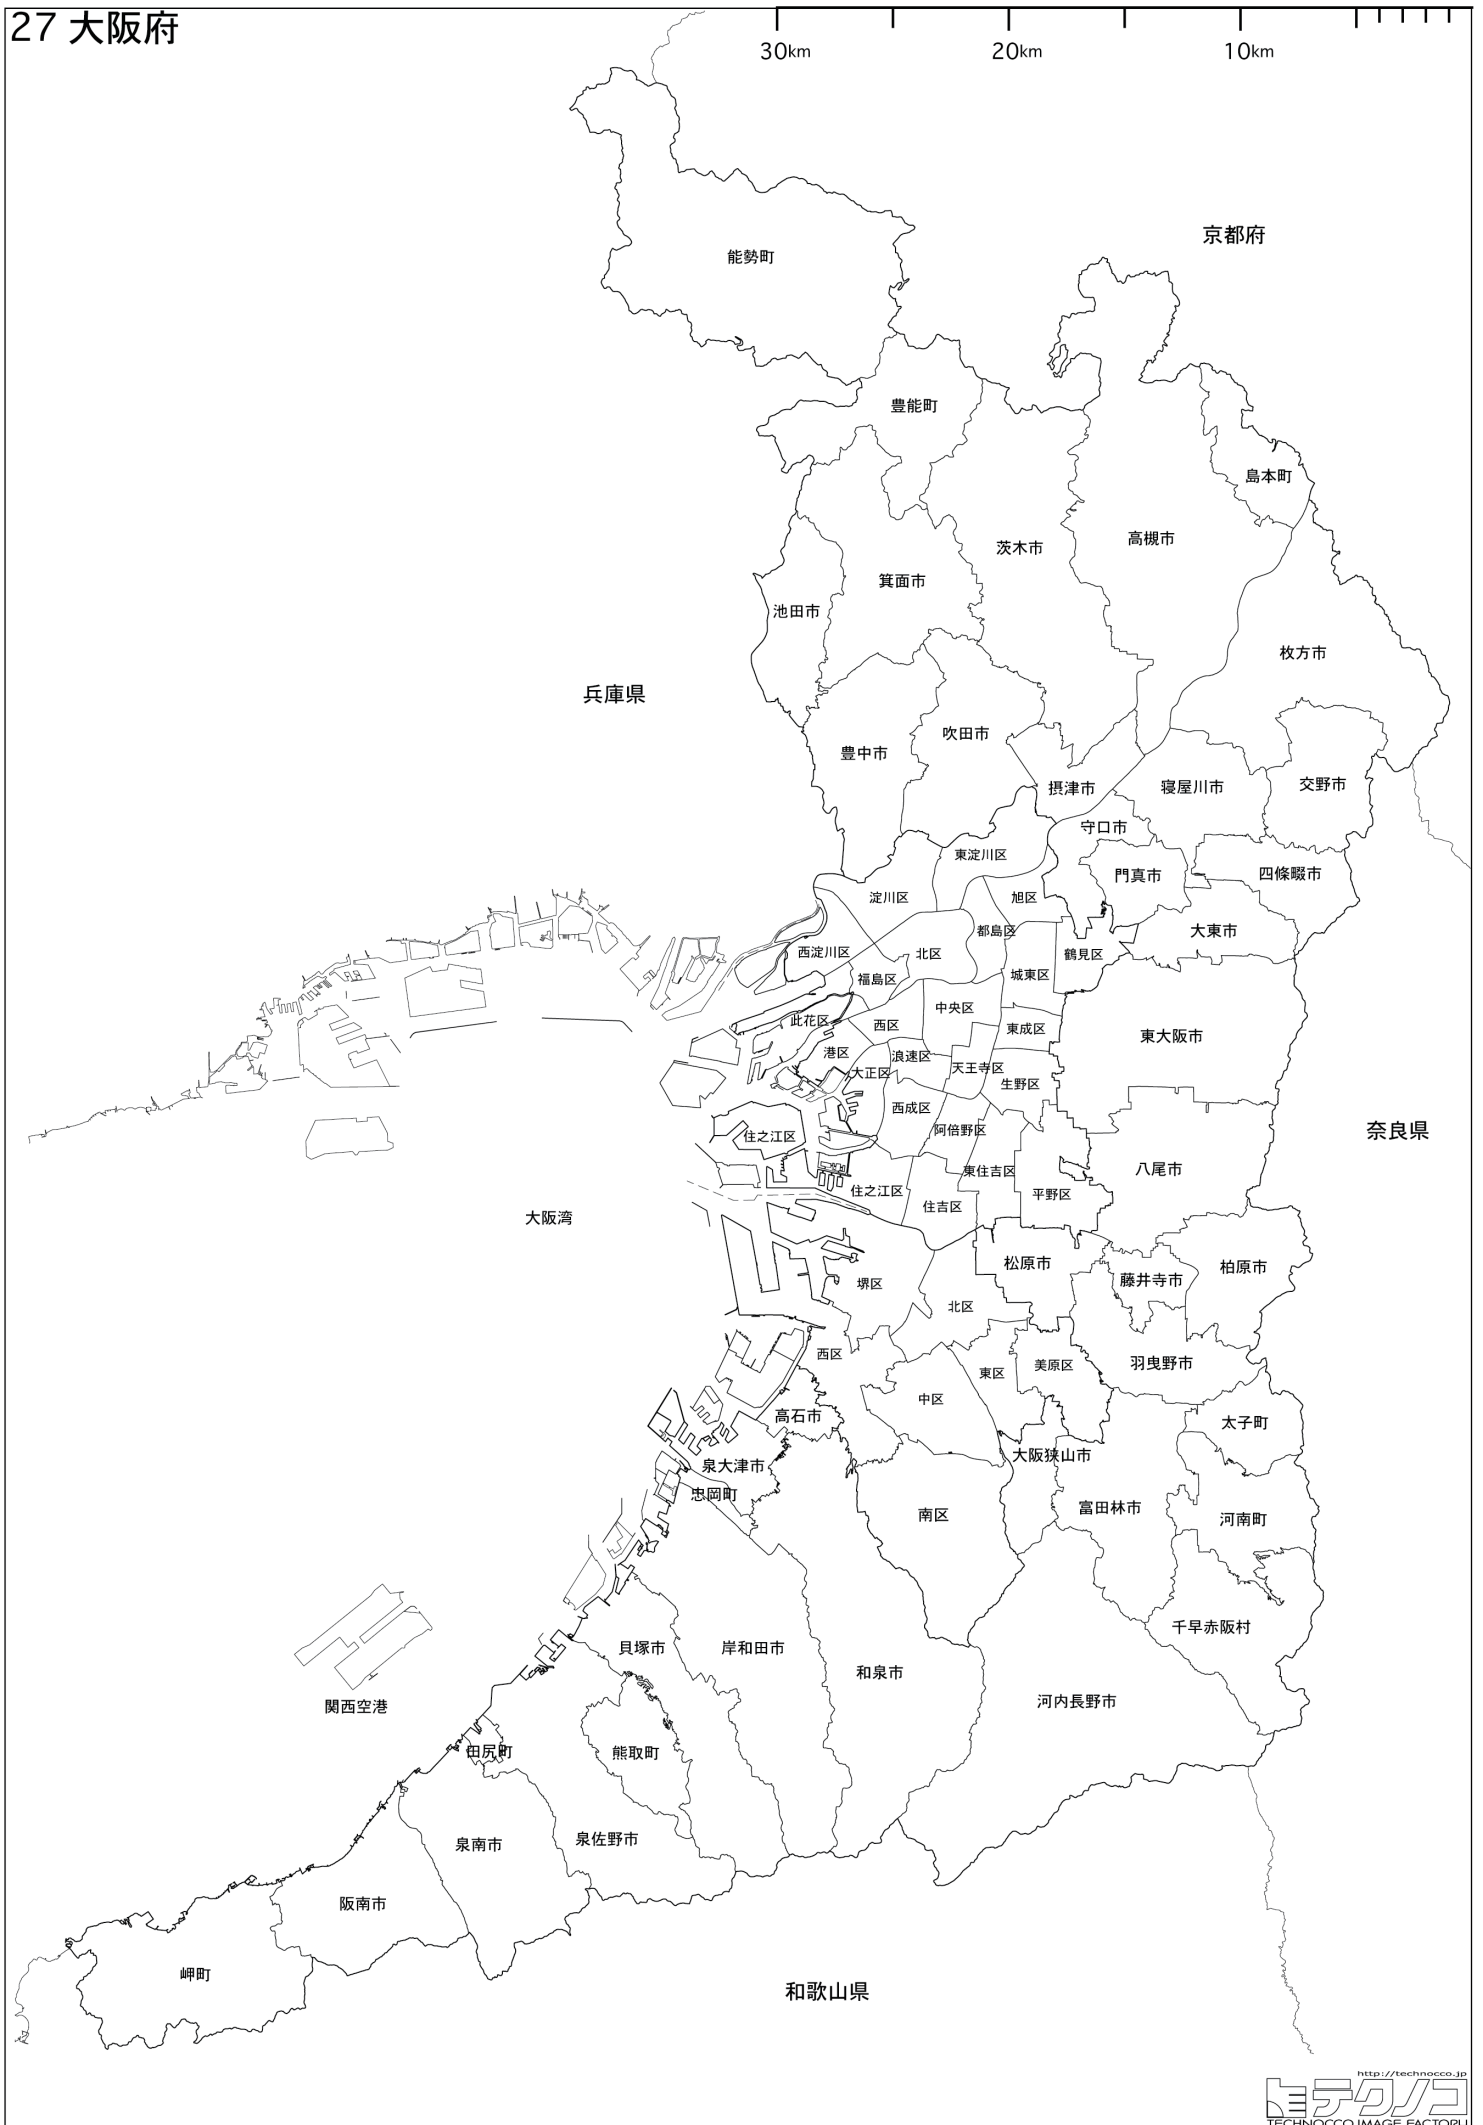 27 大阪府
30km
20km
10km
京都府
能勢町
豊能町
島本町
高槻市
茨木市
箕面市
池田市
枚方市
兵庫県
吹田市
豊中市
摂津市
寝屋川市
交野市
守口市
東淀川区
門真市
四條畷市
淀川区
旭区
都島区
大東市
西淀川区
北区
鶴見区
福島区
城東区
中央区
此花区
西区
東成区
東大阪市
港区
浪速区
大正区
天王寺区
生野区
西成区
阿倍野区
奈良県
住之江区
東住吉区
八尾市
住之江区
平野区
住吉区
大阪湾
松原市
柏原市
藤井寺市
堺区
北区
西区
東区
美原区
羽曳野市
中区
高石市
太子町
大阪狭山市
泉大津市
忠岡町
富田林市
南区
河南町
千早赤阪村
貝塚市
岸和田市
和泉市
河内長野市
関西空港
田尻町
熊取町
泉佐野市
泉南市
阪南市
岬町
和歌山県
http://technocco.jp
テクノコ
TECHNOCCO IMAGE FACTORY